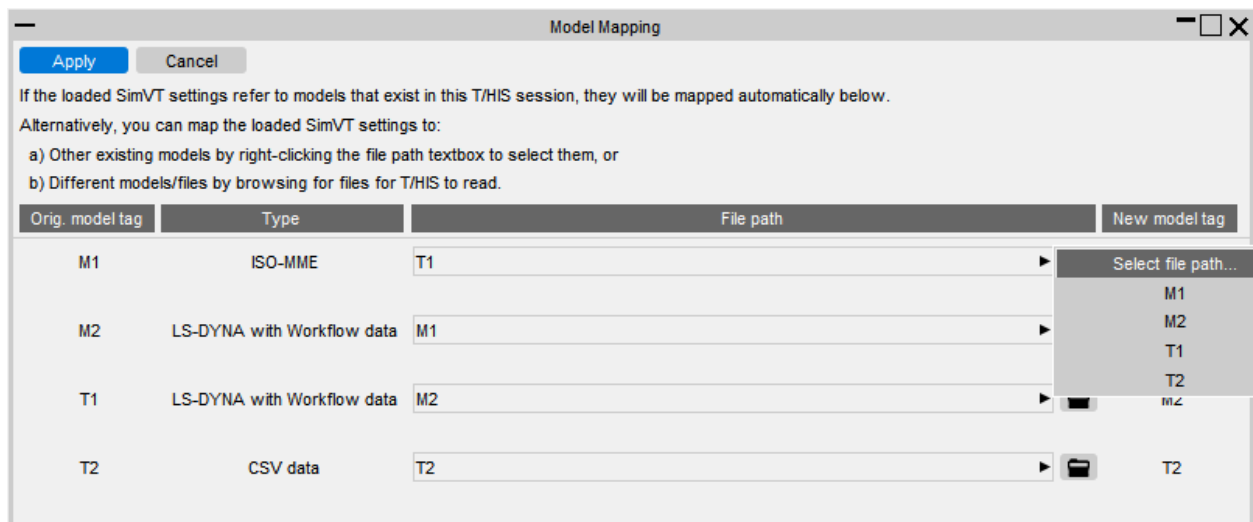 Model Mapping
Apply Cancel
If the loaded SimVT settings refer to models that exist in this T/HIS session, they will be mapped automatically below.
Alternatively, you can map the loaded SimVT settings to:
a) Other existing models by right-clicking the file path textbox to select them, or
b) Different models/files by browsing for files for T/HIS to read.
Orig. model tag Type File path New model tag
M1 ISO-MME T1 Select file path...
M1
M2
M2 LS-DYNA with Workflow data M1
T1
T2
T1 LS-DYNA with Workflow data M2 M2
T2 CSV data T2 T2